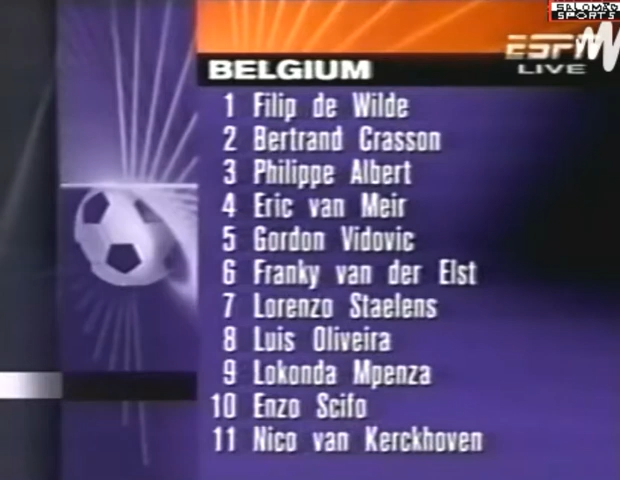 SALOMÃO
SPORTS
ESPN
LIVE
BELGIUM
1 Filip de Wilde
2 Bertrand Crasson
3 Philippe Albert
4 Eric van Meir
5 Gordon Vidovic
6 Franky van der Elst
7 Lorenzo Staelens
8 Luis Oliveira
9 Lokonda Mpenza
10 Enzo Scifo
11 Nico van Kerckhoven